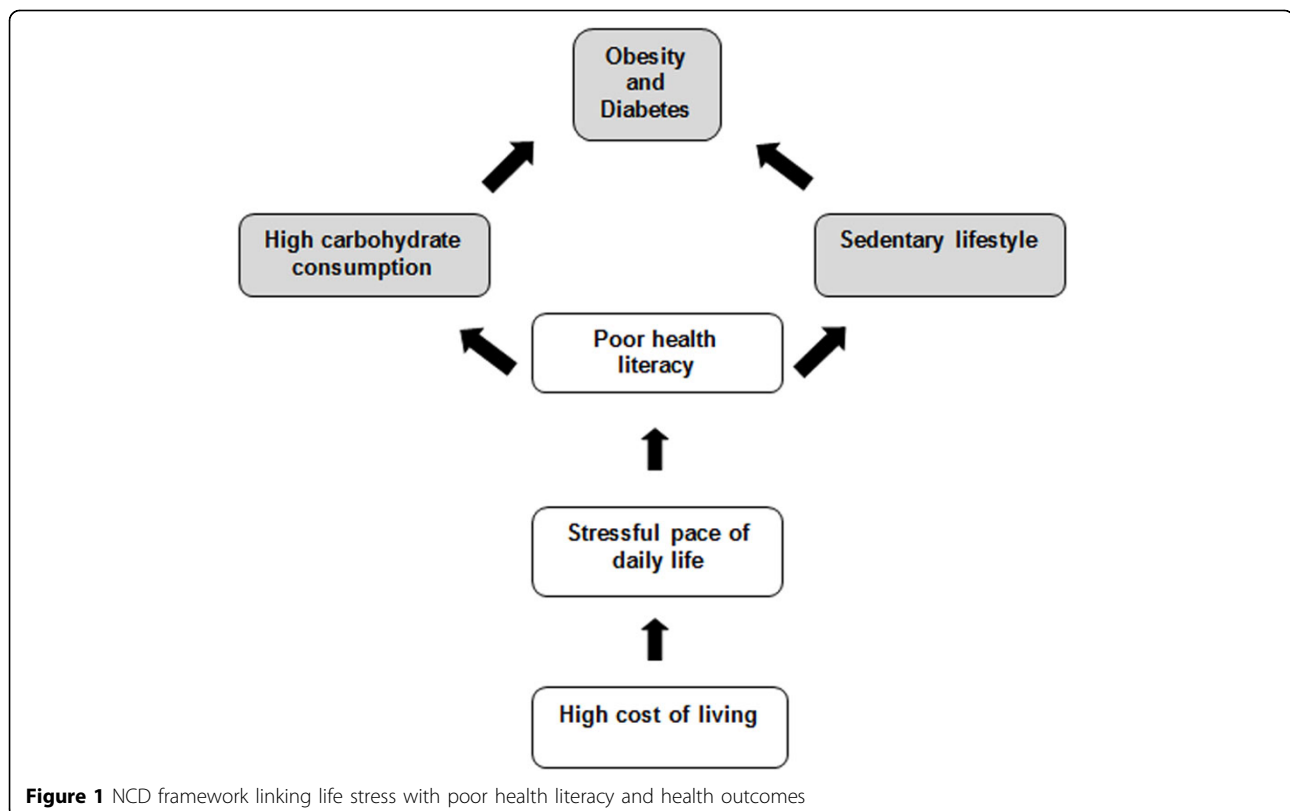 Obesity
and
Diabetes
High carbohydrate
consumption
Sedentary lifestyle
Poor health
literacy
Stressful pace of
daily life
High cost of living
Figure 1 NCD framework linking life stress with poor health literacy and health outcomes